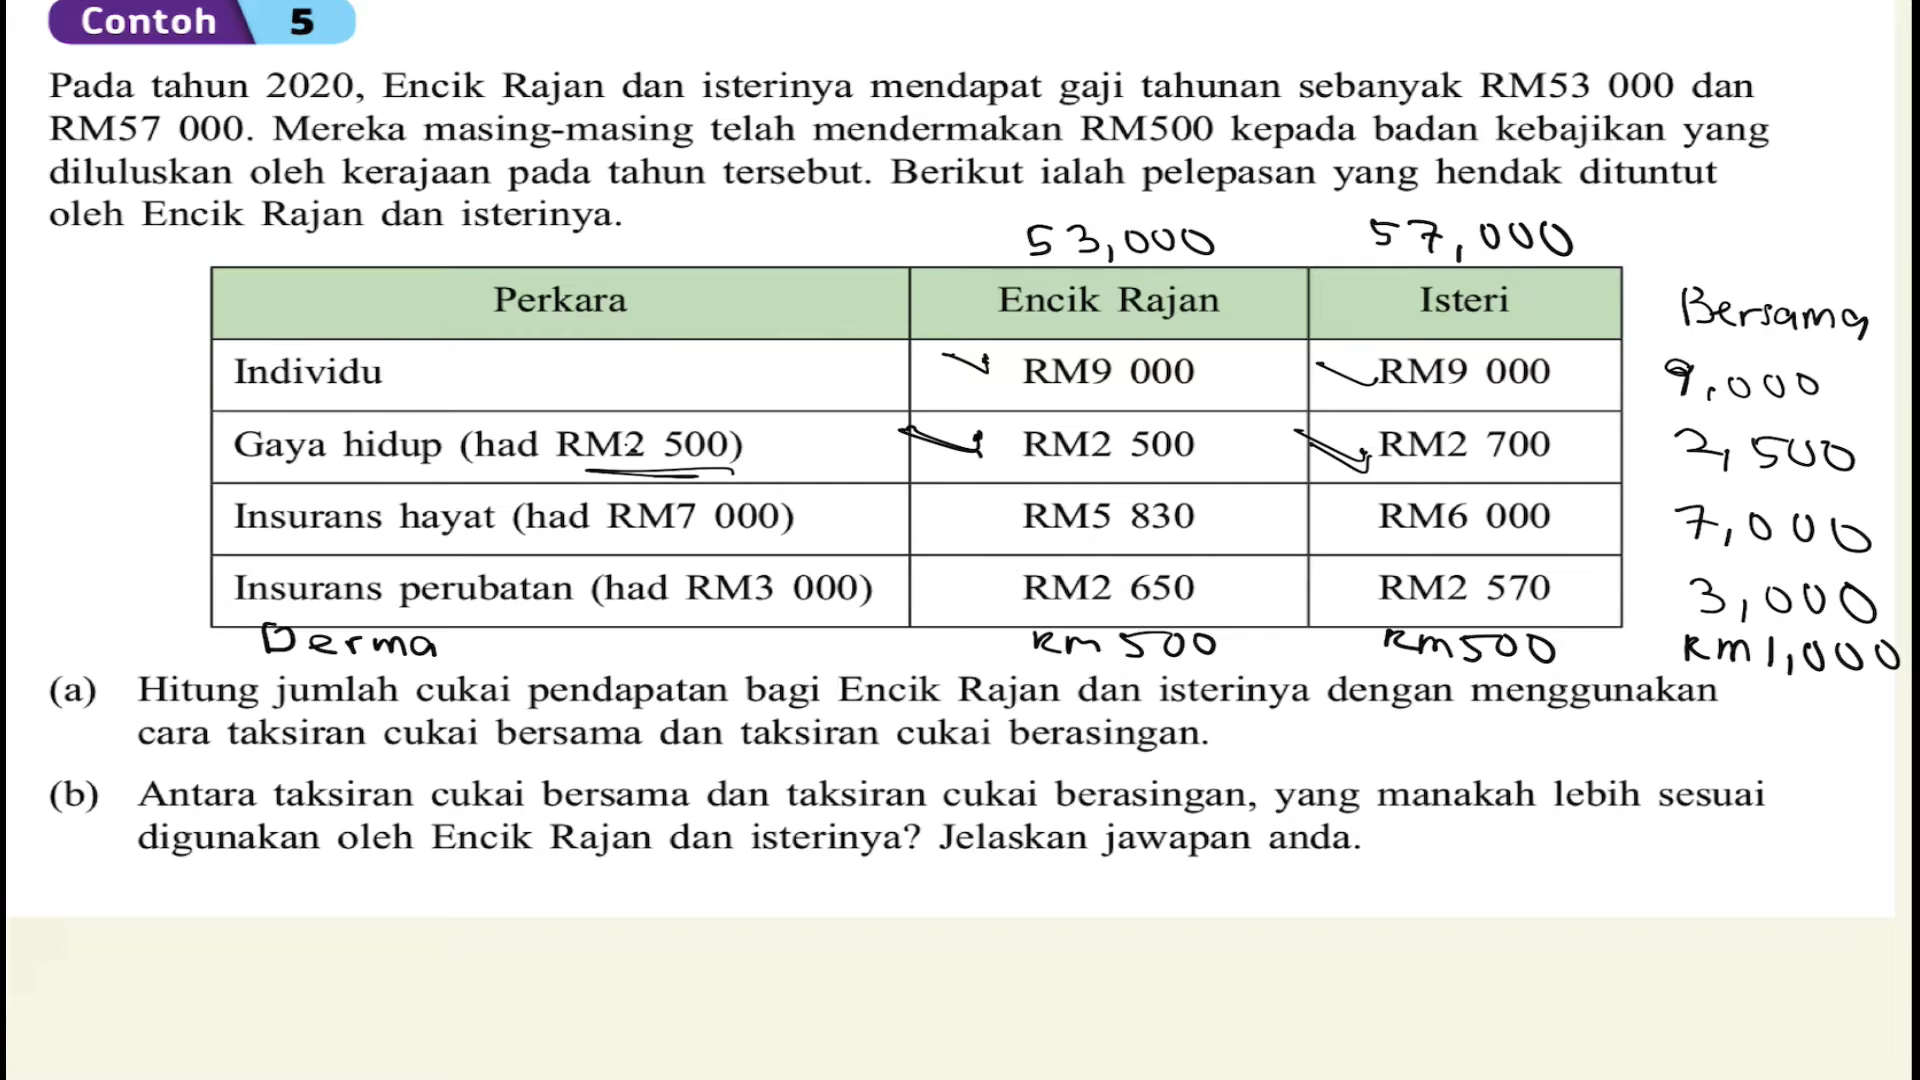 Contoh 5
Pada tahun 2020, Encik Rajan dan isterinya mendapat gaji tahunan sebanyak RM53 000 dan
RM57 000. Mereka masing-masing telah mendermakan RM500 kepada badan kebajikan yang
diluluskan oleh kerajaan pada tahun tersebut. Berikut ialah pelepasan yang hendak dituntut
oleh Encik Rajan dan isterinya.
53,000 57,000
Perkara Encik Rajan Isteri Bersama
Individu RM9 000 RM9 000 9,000
Gaya hidup (had RM2 500) RM2 500 RM2 700 2,500
Insurans hayat (had RM7 000) RM5 830 RM6 000 7,000
Insurans perubatan (had RM3 000) RM2 650 RM2 570 3,000
Derma Rm 500 Rm500 Rm1,000
(a) Hitung jumlah cukai pendapatan bagi Encik Rajan dan isterinya dengan menggunakan
cara taksiran cukai bersama dan taksiran cukai berasingan.
(b) Antara taksiran cukai bersama dan taksiran cukai berasingan, yang manakah lebih sesuai
digunakan oleh Encik Rajan dan isterinya? Jelaskan jawapan anda.